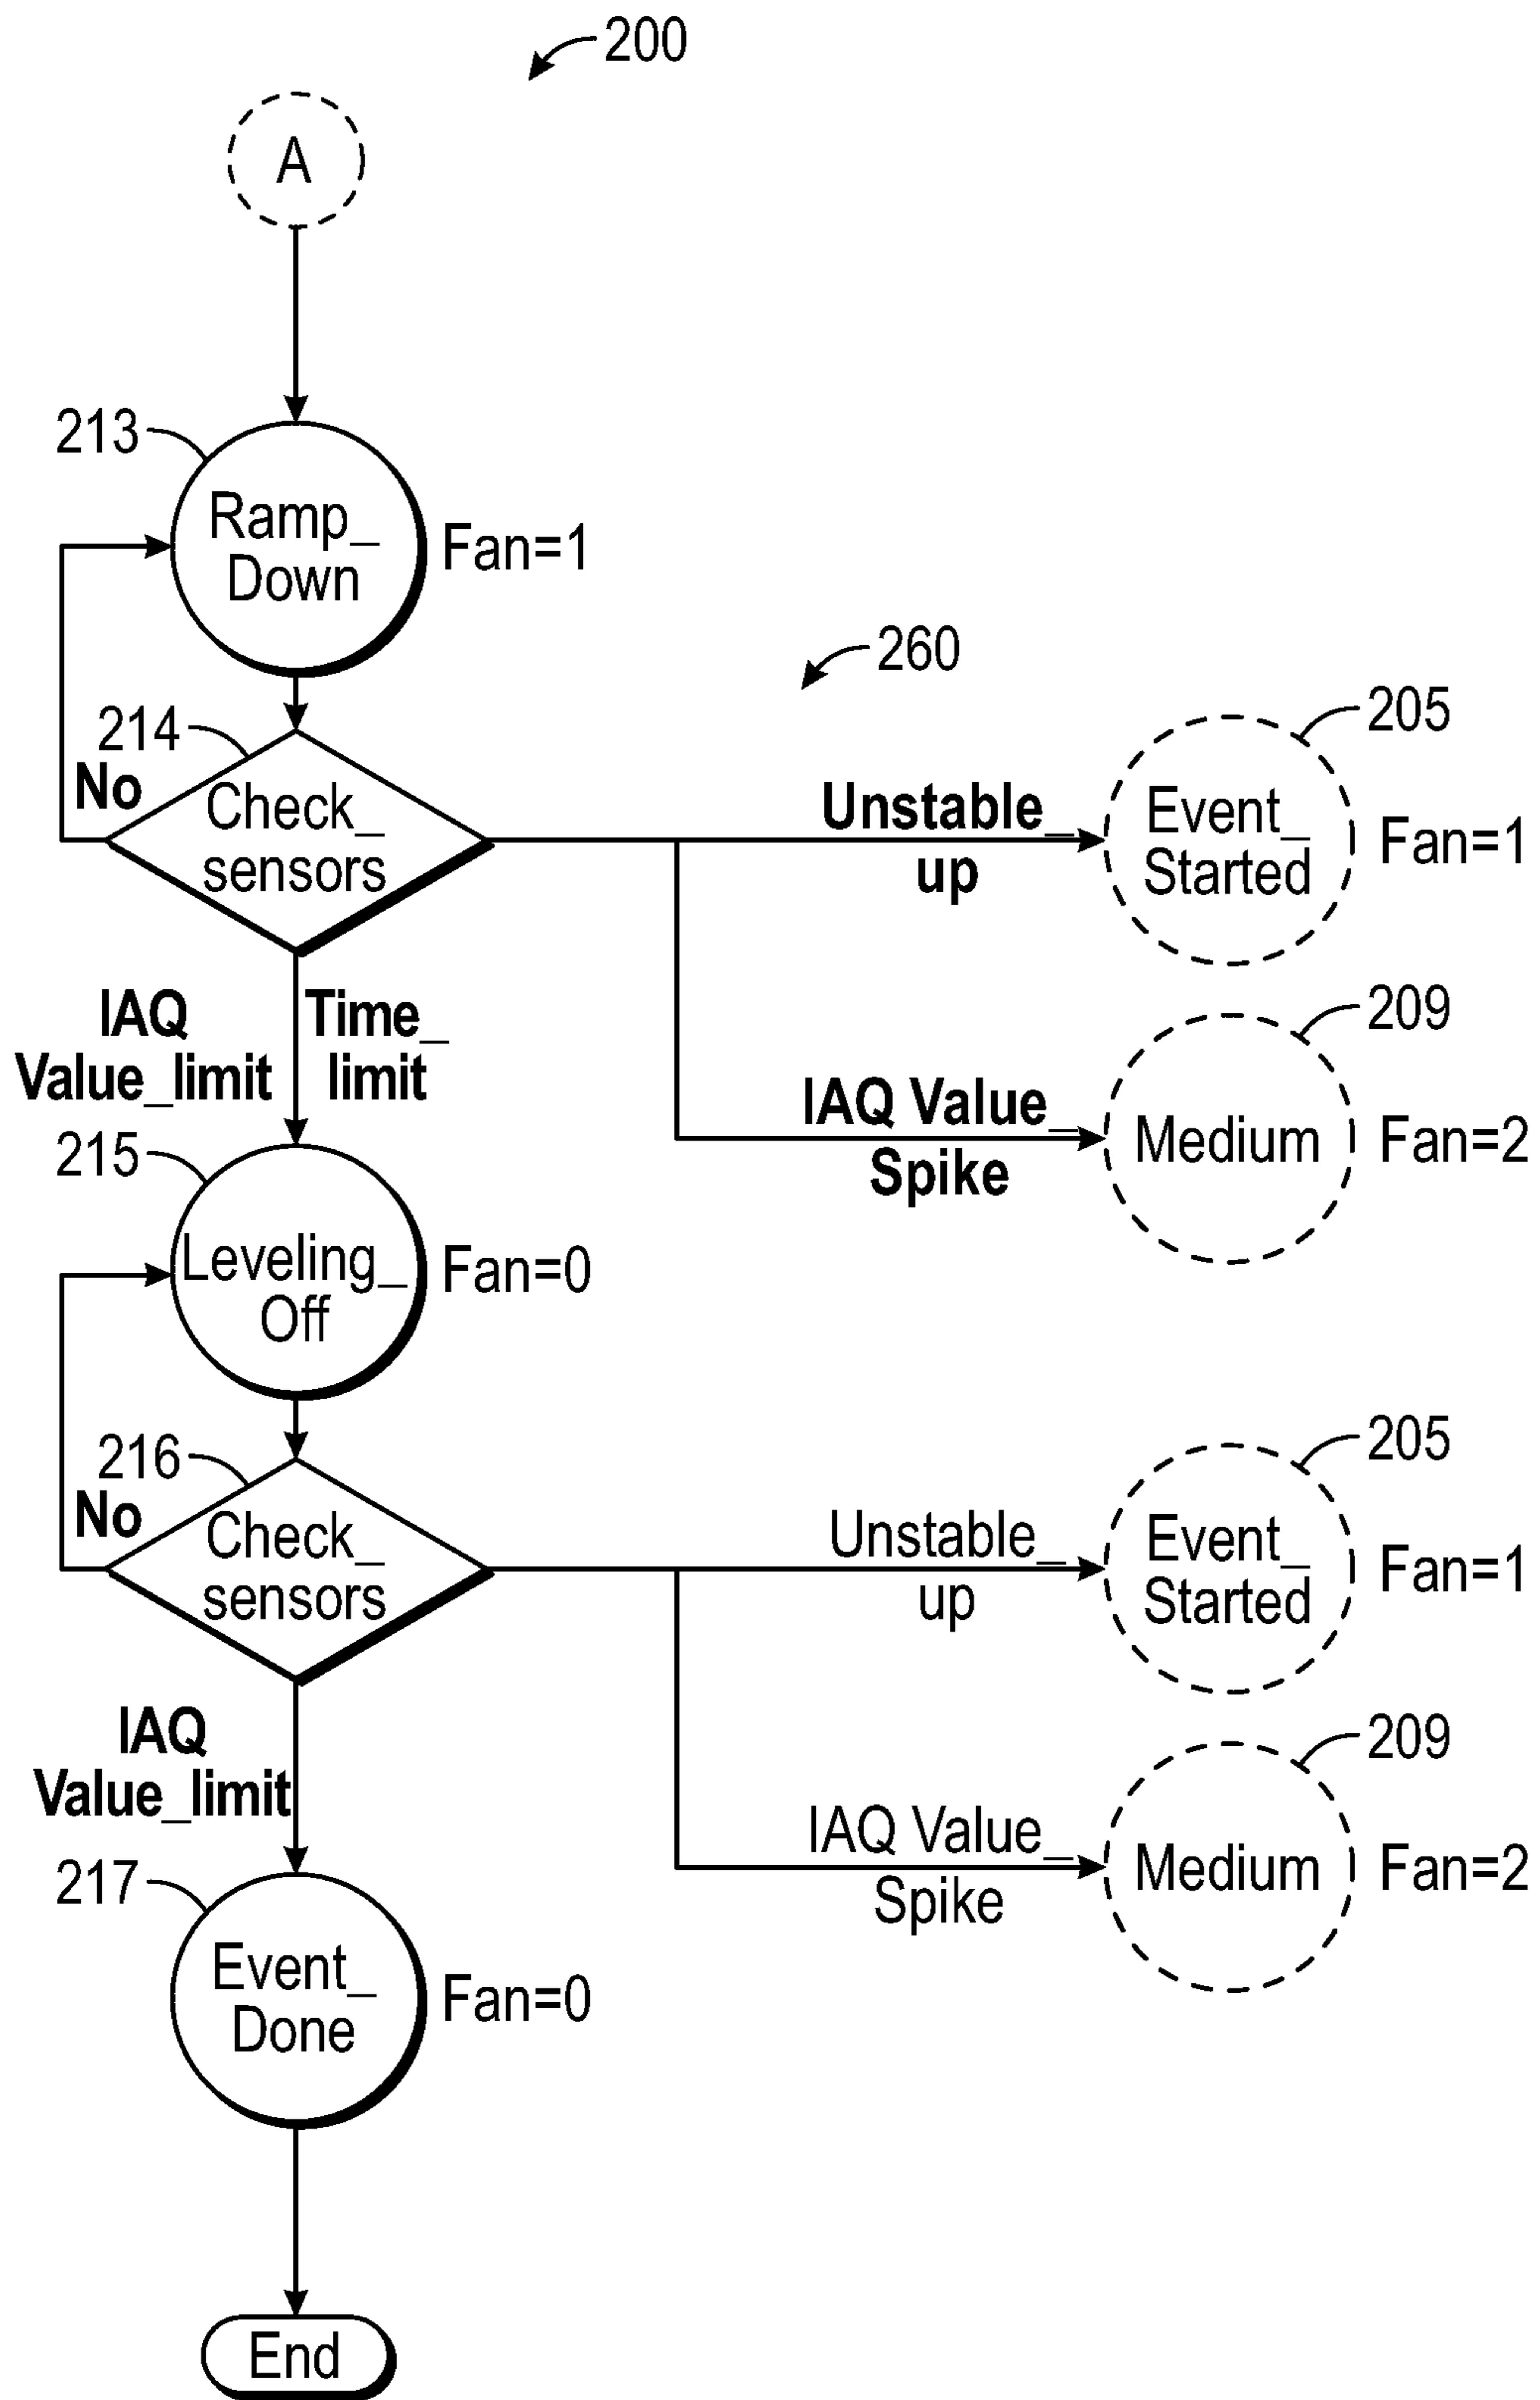 200
A
213
Ramp_
Down
Fan=1
260
214
No
Check_
sensors
Unstable_
up
205
Event_
Started
Fan=1
IAQ
Value_limit
Time_
limit
IAQ Value_
Spike
209
Medium
Fan=2
215
Leveling_
Off
Fan=0
216
No
Check_
sensors
Unstable_
up
205
Event_
Started
Fan=1
IAQ
Value_limit
IAQ Value_
Spike
209
Medium
Fan=2
217
Event_
Done
Fan=0
End